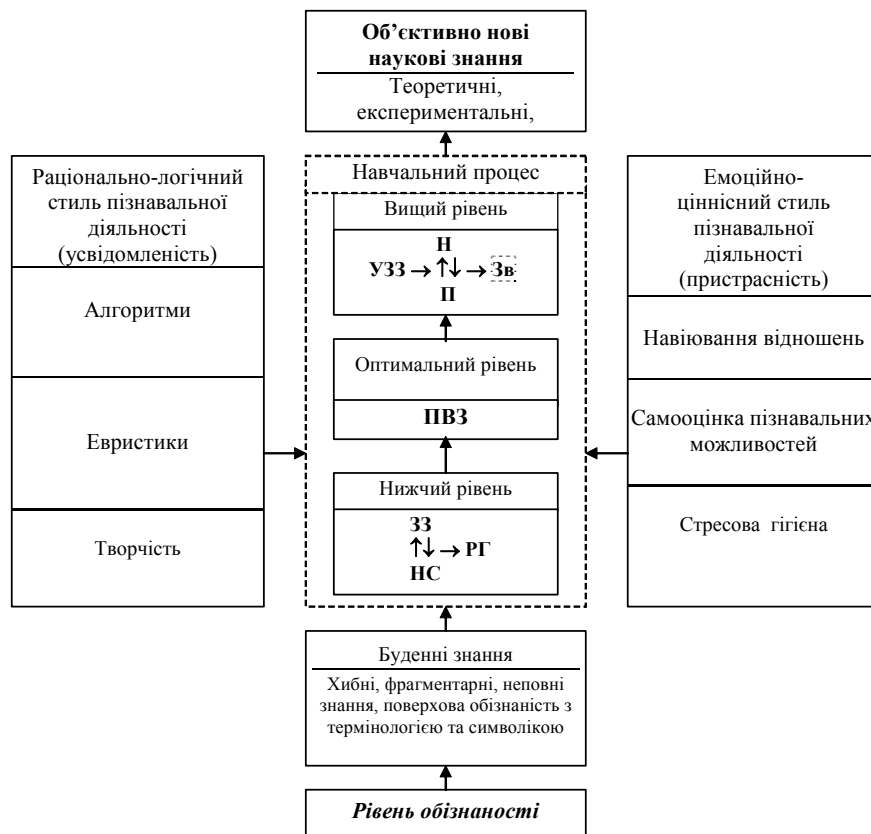 Об’єктивно нові
наукові знання
Теоретичні,
експериментальні,
Раціонально-логічний
стиль пізнавальної
діяльності
(усвідомленість)
Алгоритми
Евристики
Творчість
Навчальний процес
Вищий рівень
Н
УЗЗ → ↑↓ → Зв
П
Оптимальний рівень
ПВЗ
Нижчий рівень
ЗЗ
↑↓ → РГ
НС
Емоційно-
ціннісний стиль
пізнавальної
діяльності
(пристрасність)
Навіювання відношень
Самооцінка пізнавальних
можливостей
Стресова гігієна
Буденні знання
Хибні, фрагментарні, неповні
знання, поверхова обізнаність з
термінологією та символікою
Рівень обізнаності